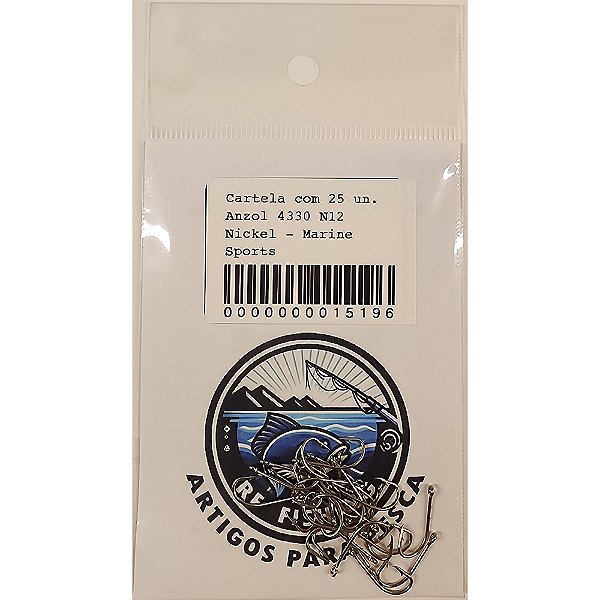 Cartela com 25 un.
Anzol 4330 N12
Nickel - Marine
Sports
0000000015196
ARTIGOS PARA PESCA